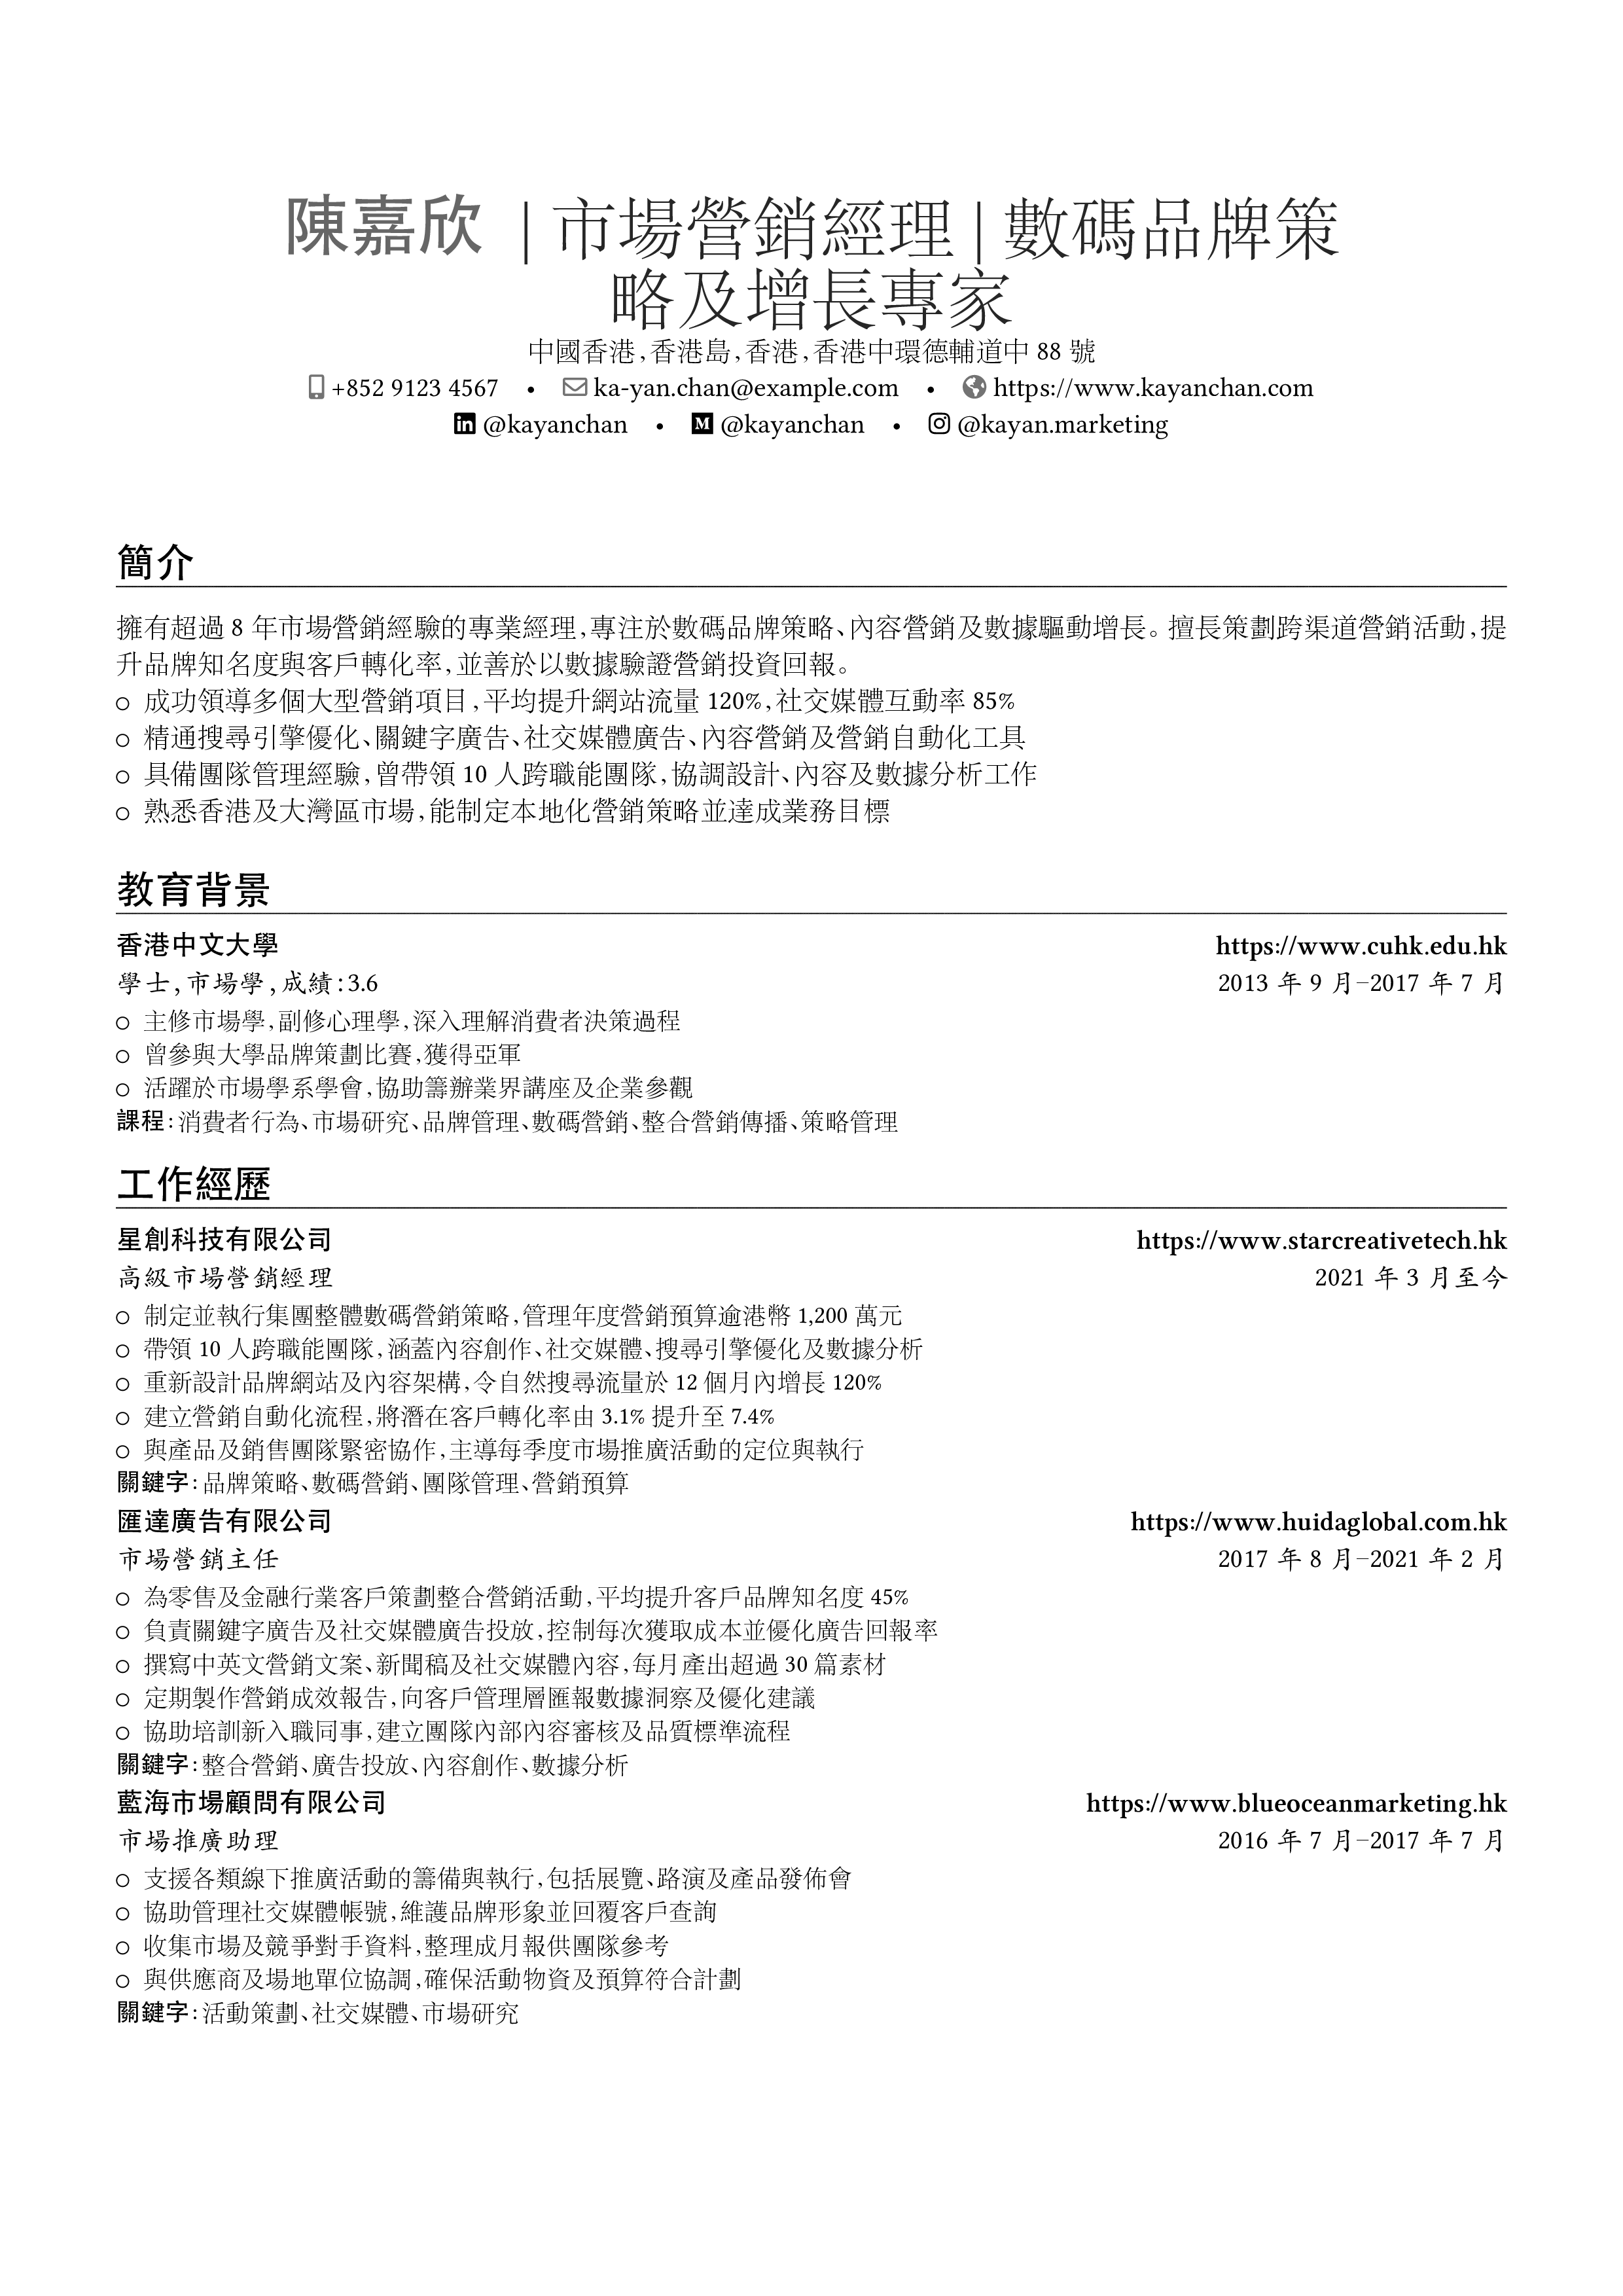 陳嘉欣 | 市場營銷經理 | 數碼品牌策
略及增長專家
中國香港,香港島,香港,香港中環德輔道中 88 號
+852 9123 4567 • ka-yan.chan@example.com • https://www.kayanchan.com
@kayanchan • @kayanchan • @kayan.marketing
簡介
擁有超過 8 年市場營銷經驗的專業經理,專注於數碼品牌策略、內容營銷及數據驅動增長。擅長策劃跨渠道營銷活動,提
升品牌知名度與客戶轉化率,並善於以數據驗證營銷投資回報。
○ 成功領導多個大型營銷項目,平均提升網站流量 120%,社交媒體互動率 85%
○ 精通搜尋引擎優化、關鍵字廣告、社交媒體廣告、內容營銷及營銷自動化工具
○ 具備團隊管理經驗,曾帶領 10 人跨職能團隊,協調設計、內容及數據分析工作
○ 熟悉香港及大灣區市場,能制定本地化營銷策略並達成業務目標
教育背景
香港中文大學 https://www.cuhk.edu.hk
學士,市場學,成績:3.6 2013 年 9 月–2017 年 7 月
○ 主修市場學,副修心理學,深入理解消費者決策過程
○ 曾參與大學品牌策劃比賽,獲得亞軍
○ 活躍於市場學系學會,協助籌辦業界講座及企業參觀
課程:消費者行為、市場研究、品牌管理、數碼營銷、整合營銷傳播、策略管理
工作經歷
星創科技有限公司 https://www.starcreativetech.hk
高級市場營銷經理 2021 年 3 月至今
○ 制定並執行集團整體數碼營銷策略,管理年度營銷預算逾港幣 1,200 萬元
○ 帶領 10 人跨職能團隊,涵蓋內容創作、社交媒體、搜尋引擎優化及數據分析
○ 重新設計品牌網站及內容架構,令自然搜尋流量於 12 個月內增長 120%
○ 建立營銷自動化流程,將潛在客戶轉化率由 3.1% 提升至 7.4%
○ 與產品及銷售團隊緊密協作,主導每季度市場推廣活動的定位與執行
關鍵字:品牌策略、數碼營銷、團隊管理、營銷預算
匯達廣告有限公司 https://www.huidaglobal.com.hk
市場營銷主任 2017 年 8 月–2021 年 2 月
○ 為零售及金融行業客戶策劃整合營銷活動,平均提升客戶品牌知名度 45%
○ 負責關鍵字廣告及社交媒體廣告投放,控制每次獲取成本並優化廣告回報率
○ 撰寫中英文營銷文案、新聞稿及社交媒體內容,每月產出超過 30 篇素材
○ 定期製作營銷成效報告,向客戶管理層匯報數據洞察及優化建議
○ 協助培訓新入職同事,建立團隊內部內容審核及品質標準流程
關鍵字:整合營銷、廣告投放、內容創作、數據分析
藍海市場顧問有限公司 https://www.blueoceanmarketing.hk
市場推廣助理 2016 年 7 月–2017 年 7 月
○ 支援各類線下推廣活動的籌備與執行,包括展覽、路演及產品發佈會
○ 協助管理社交媒體帳號,維護品牌形象並回覆客戶查詢
○ 收集市場及競爭對手資料,整理成月報供團隊參考
○ 與供應商及場地單位協調,確保活動物資及預算符合計劃
關鍵字:活動策劃、社交媒體、市場研究